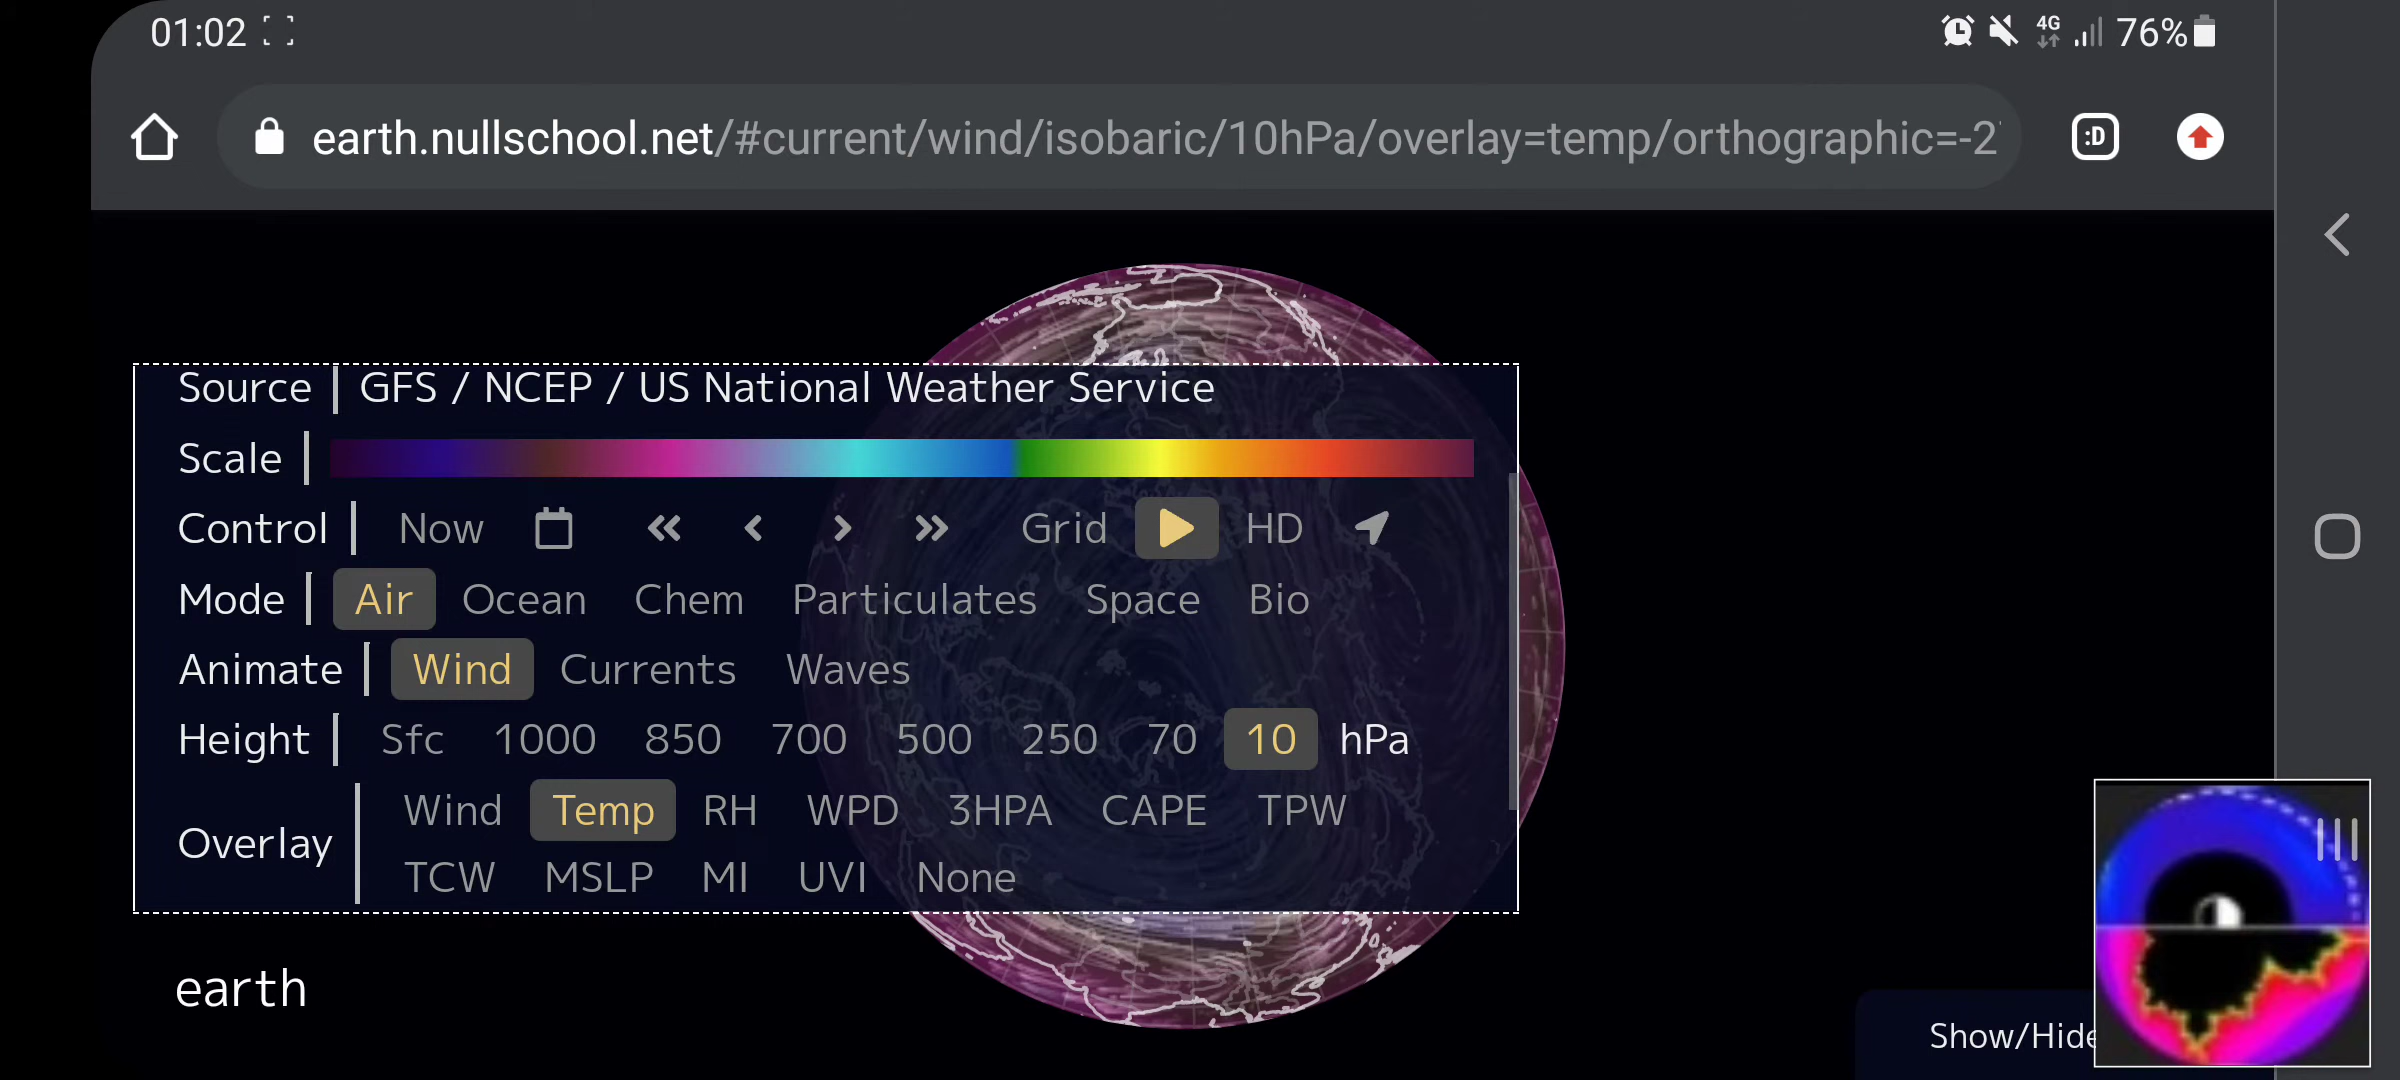 01:02 4G 76%
earth.nullschool.net/#current/wind/isobaric/10hPa/overlay=temp/orthographic=-2
:D
Source | GFS / NCEP / US National Weather Service
Scale |
Control | Now « ‹ › » Grid HD
Mode | Air Ocean Chem Particulates Space Bio
Animate | Wind Currents Waves
Height | Sfc 1000 850 700 500 250 70 10 hPa
Overlay | Wind Temp RH WPD 3HPA CAPE TPW
TCW MSLP MI UVI None
earth
Show/Hide